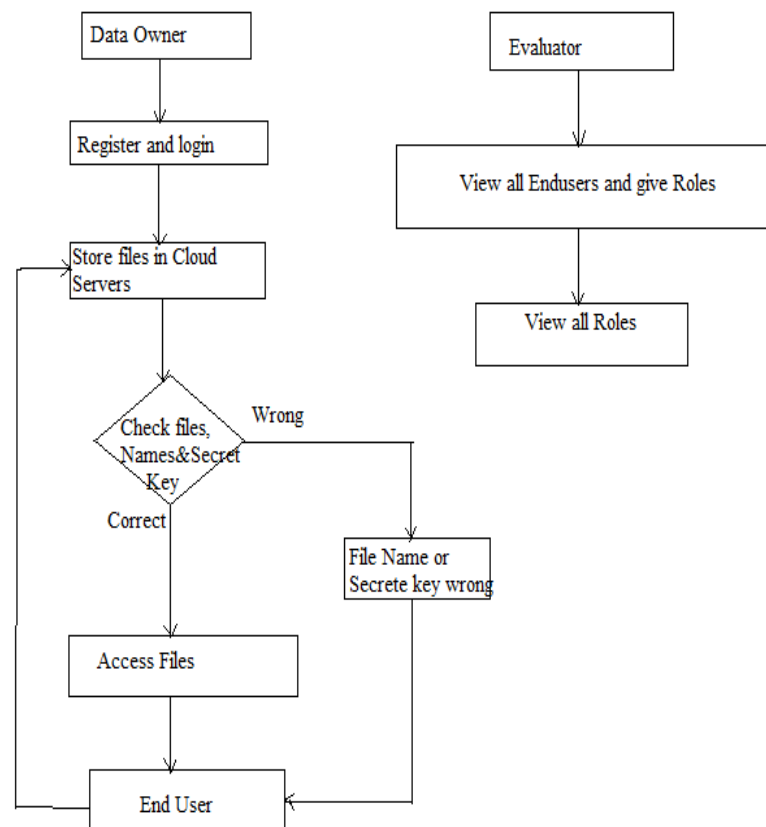 Data Owner
Evaluator
Register and login
View all Endusers and give Roles
Store files in Cloud
Servers
View all Roles
Wrong
Check files,
Names&Secret
Key
Correct
File Name or
Secrete key wrong
Access Files
End User